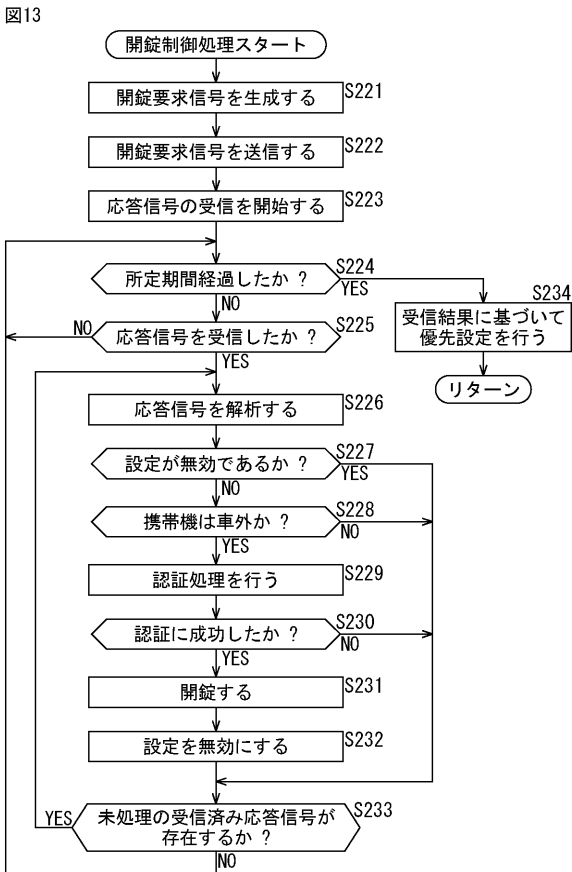 図13
開錠制御処理スタート
開錠要求信号を生成する
S221
開錠要求信号を送信する
S222
応答信号の受信を開始する
S223
所定期間経過したか ?
S224
YES
NO
S234
受信結果に基づいて
優先設定を行う
リターン
応答信号を受信したか ?
S225
NO
YES
応答信号を解析する
S226
設定が無効であるか ?
S227
YES
NO
携帯機は車外か ?
S228
NO
YES
認証処理を行う
S229
認証に成功したか ?
S230
NO
YES
開錠する
S231
設定を無効にする
S232
未処理の受信済み応答信号が
存在するか ?
S233
YES
NO